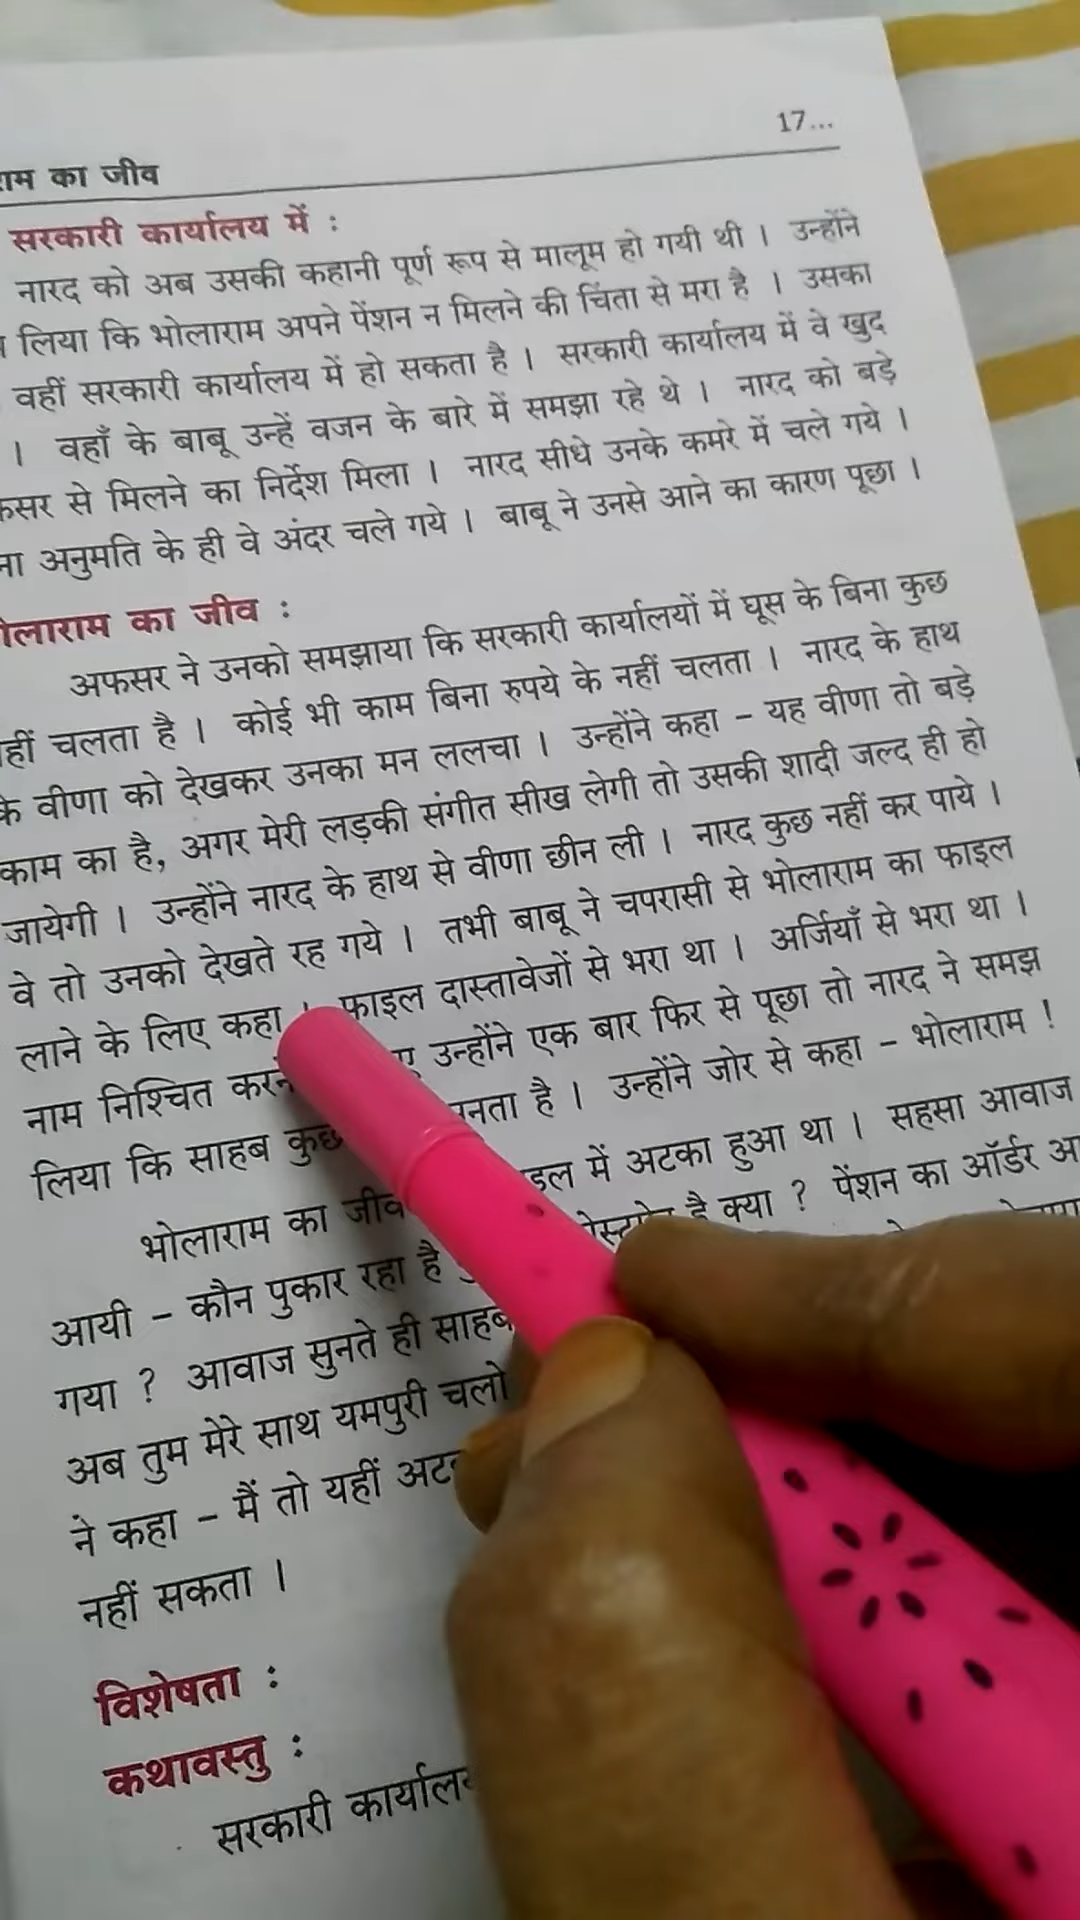 17...
राम का जीव
सरकारी कार्यालय में :
नारद को अब उसकी कहानी पूर्ण रूप से मालूम हो गयी थी । उन्होंने
लिया कि भोलाराम अपने पेंशन न मिलने की चिंता से मरा है । उसका
वहीं सरकारी कार्यालय में हो सकता है । सरकारी कार्यालय में वे खुद
। वहाँ के बाबू उन्हें वजन के बारे में समझा रहे थे । नारद को बड़े
फसर से मिलने का निर्देश मिला । नारद सीधे उनके कमरे में चले गये ।
ना अनुमति के ही वे अंदर चले गये । बाबू ने उनसे आने का कारण पूछा ।
ोलाराम का जीव :
अफसर ने उनको समझाया कि सरकारी कार्यालयों में घूस के बिना कुछ
हीं चलता है । कोई भी काम बिना रुपये के नहीं चलता । नारद के हाथ
के वीणा को देखकर उनका मन ललचा । उन्होंने कहा – यह वीणा तो बड़े
काम का है, अगर मेरी लड़की संगीत सीख लेगी तो उसकी शादी जल्द ही हो
जायेगी । उन्होंने नारद के हाथ से वीणा छीन ली । नारद कुछ नहीं कर पाये ।
वे तो उनको देखते रह गये । तभी बाबू ने चपरासी से भोलाराम का फाइल
लाने के लिए कहा । फाइल दास्तावेजों से भरा था । अर्जियाँ से भरा था ।
नाम निश्चित करने उन्होंने एक बार फिर से पूछा तो नारद ने समझ
लिया कि साहब कुछ नता है । उन्होंने जोर से कहा – भोलाराम !
भोलाराम का जीव इल में अटका हुआ था । सहसा आवाज
आयी – कौन पुकार रहा है है क्या ? पेंशन का ऑर्डर आ
गया ? आवाज सुनते ही साहब
अब तुम मेरे साथ यमपुरी चलो
ने कहा – मैं तो यहीं
नहीं सकता ।
विशेषता :
कथावस्तु :
सरकारी